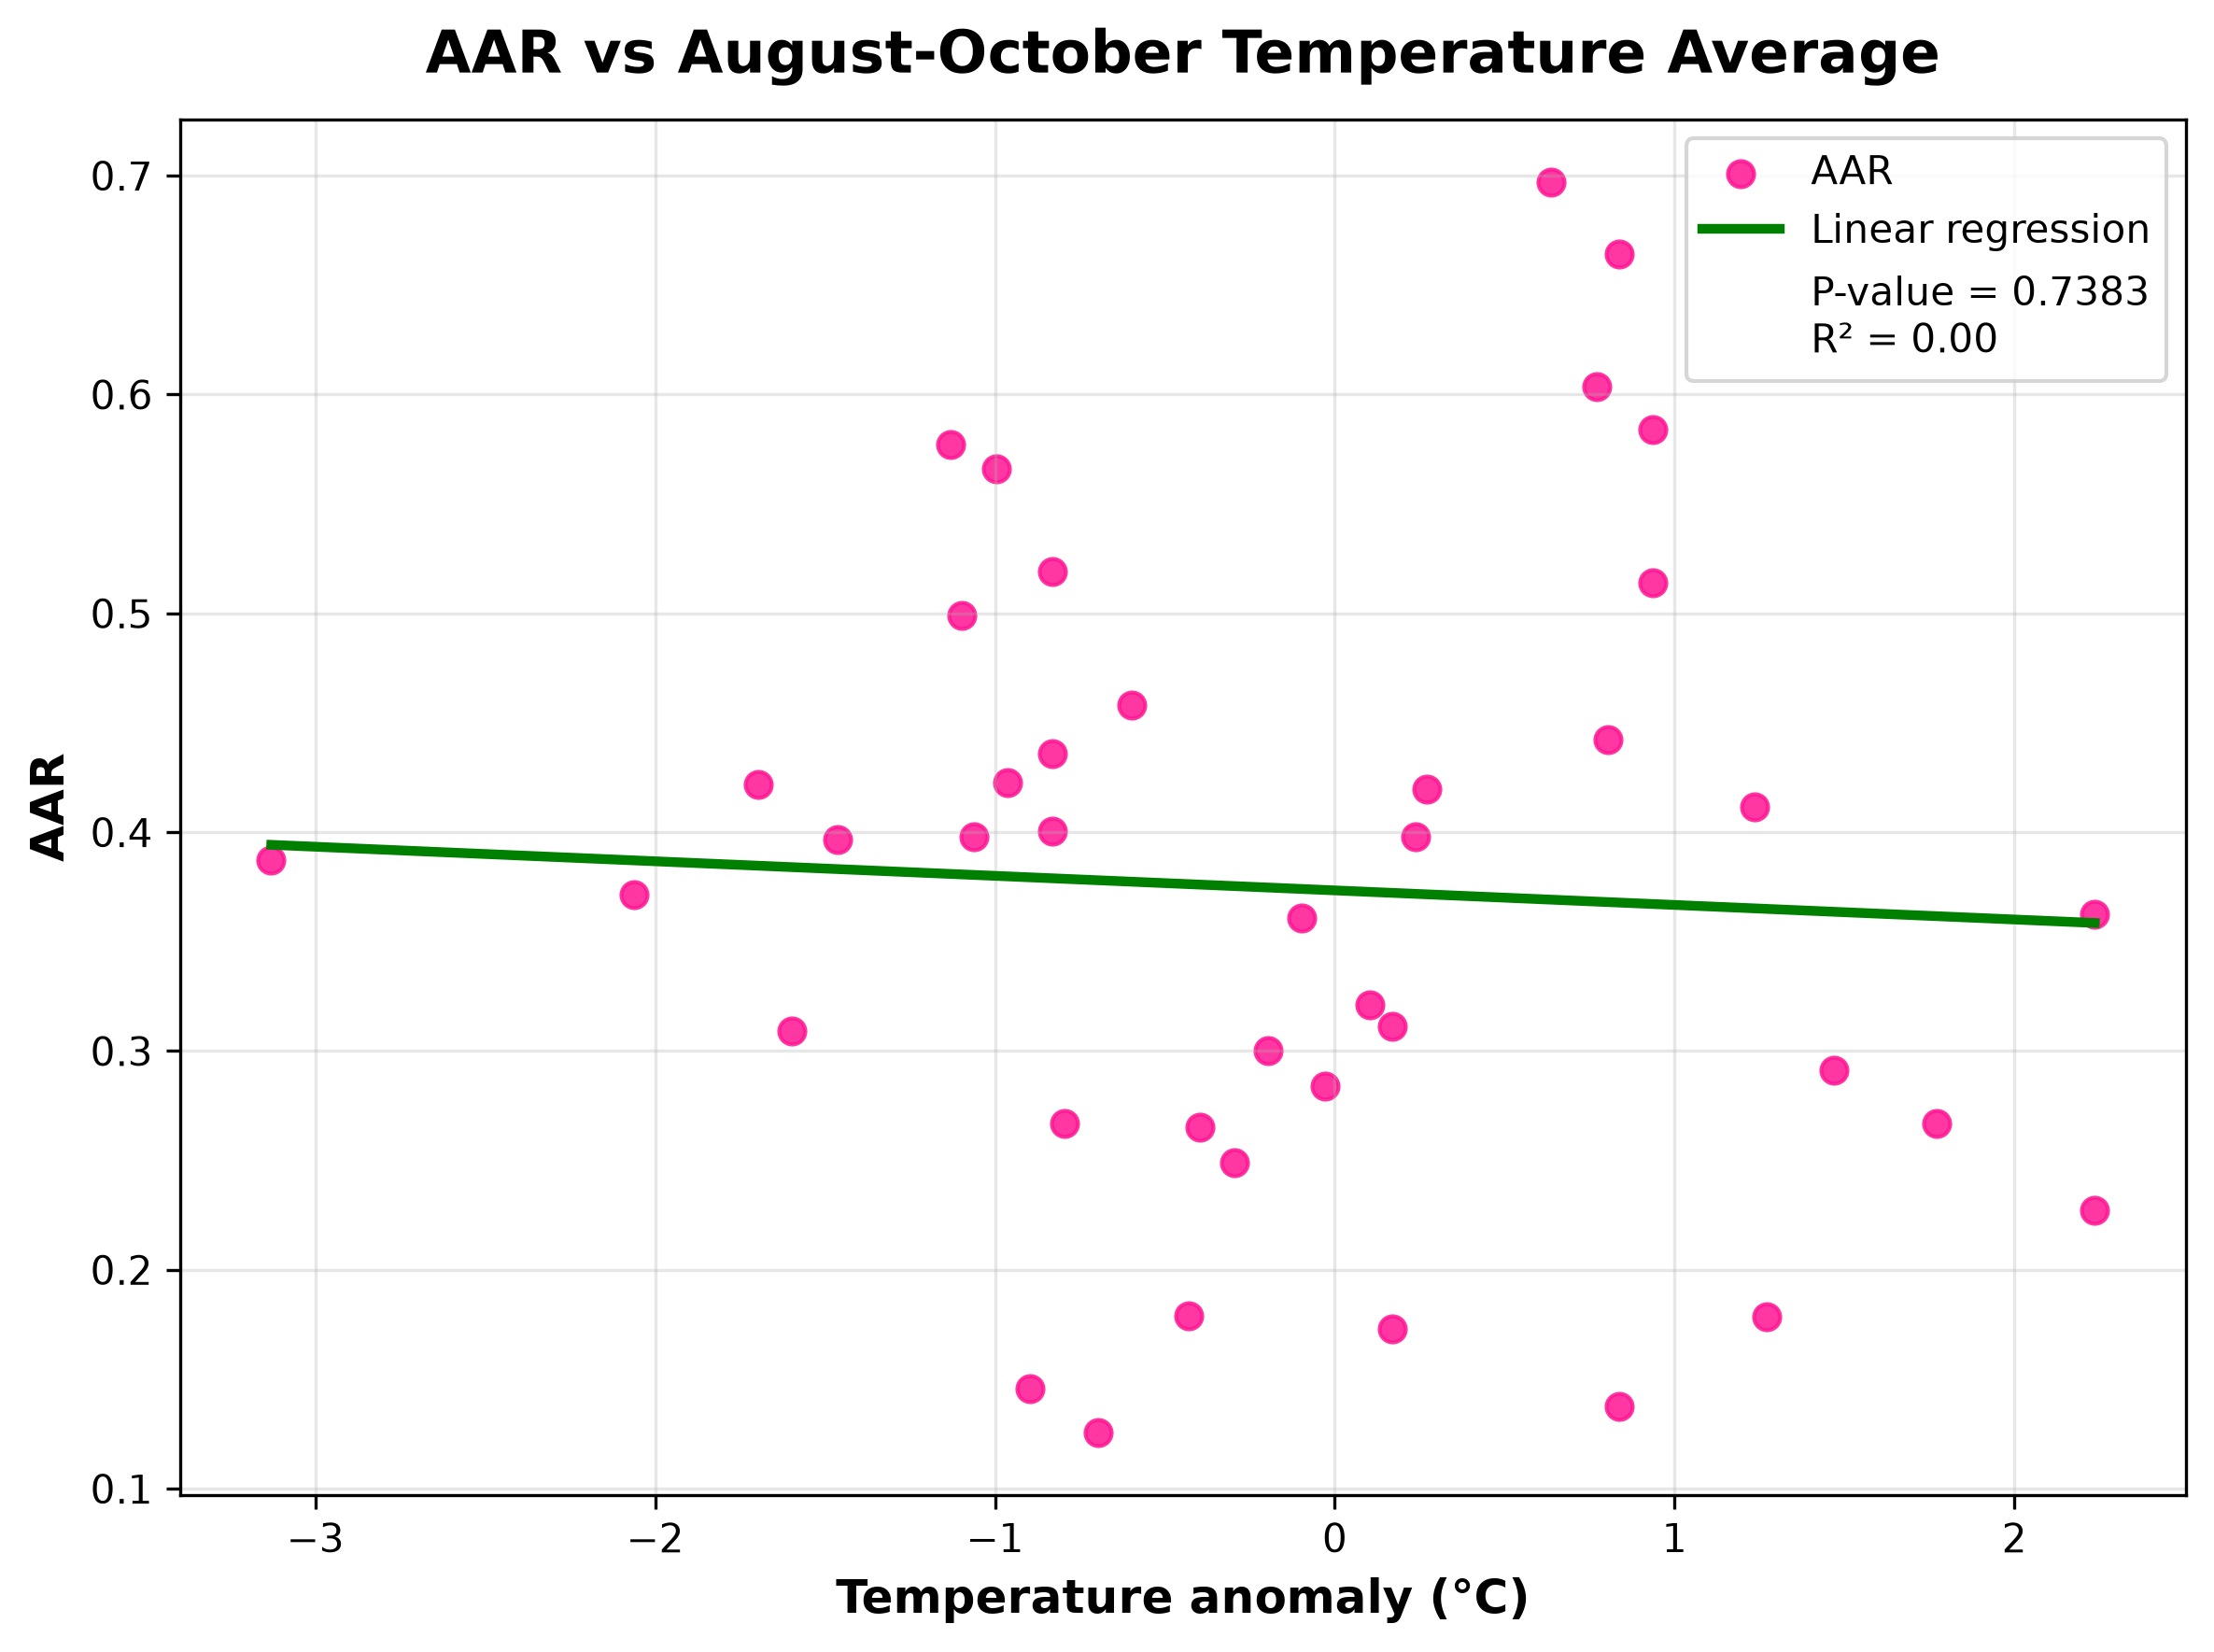 AAR vs August-October Temperature Average
AAR
Linear regression
P-value = 0.7383
R² = 0.00
0.7
0.6
0.5
0.4
0.3
0.2
0.1
AAR
−3
−2
−1
0
1
2
Temperature anomaly (°C)